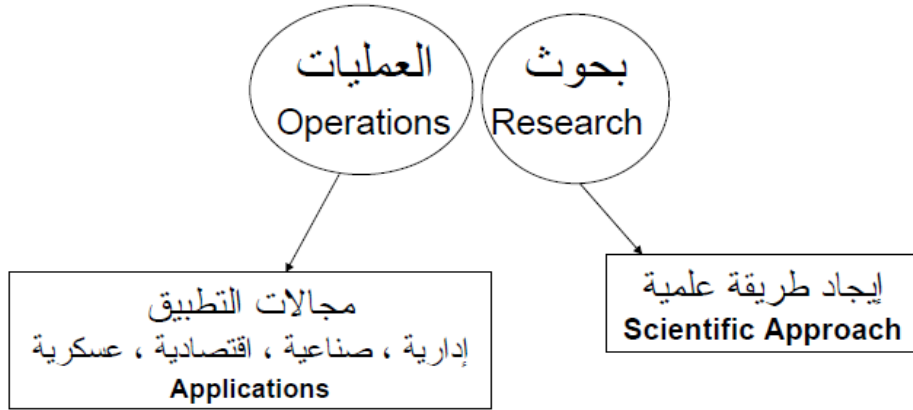 بحوث
Research
العمليات
Operations
إيجاد طريقة علمية
Scientific Approach
مجالات التطبيق
إدارية ، صناعية ، اقتصادية ، عسكرية
Applications